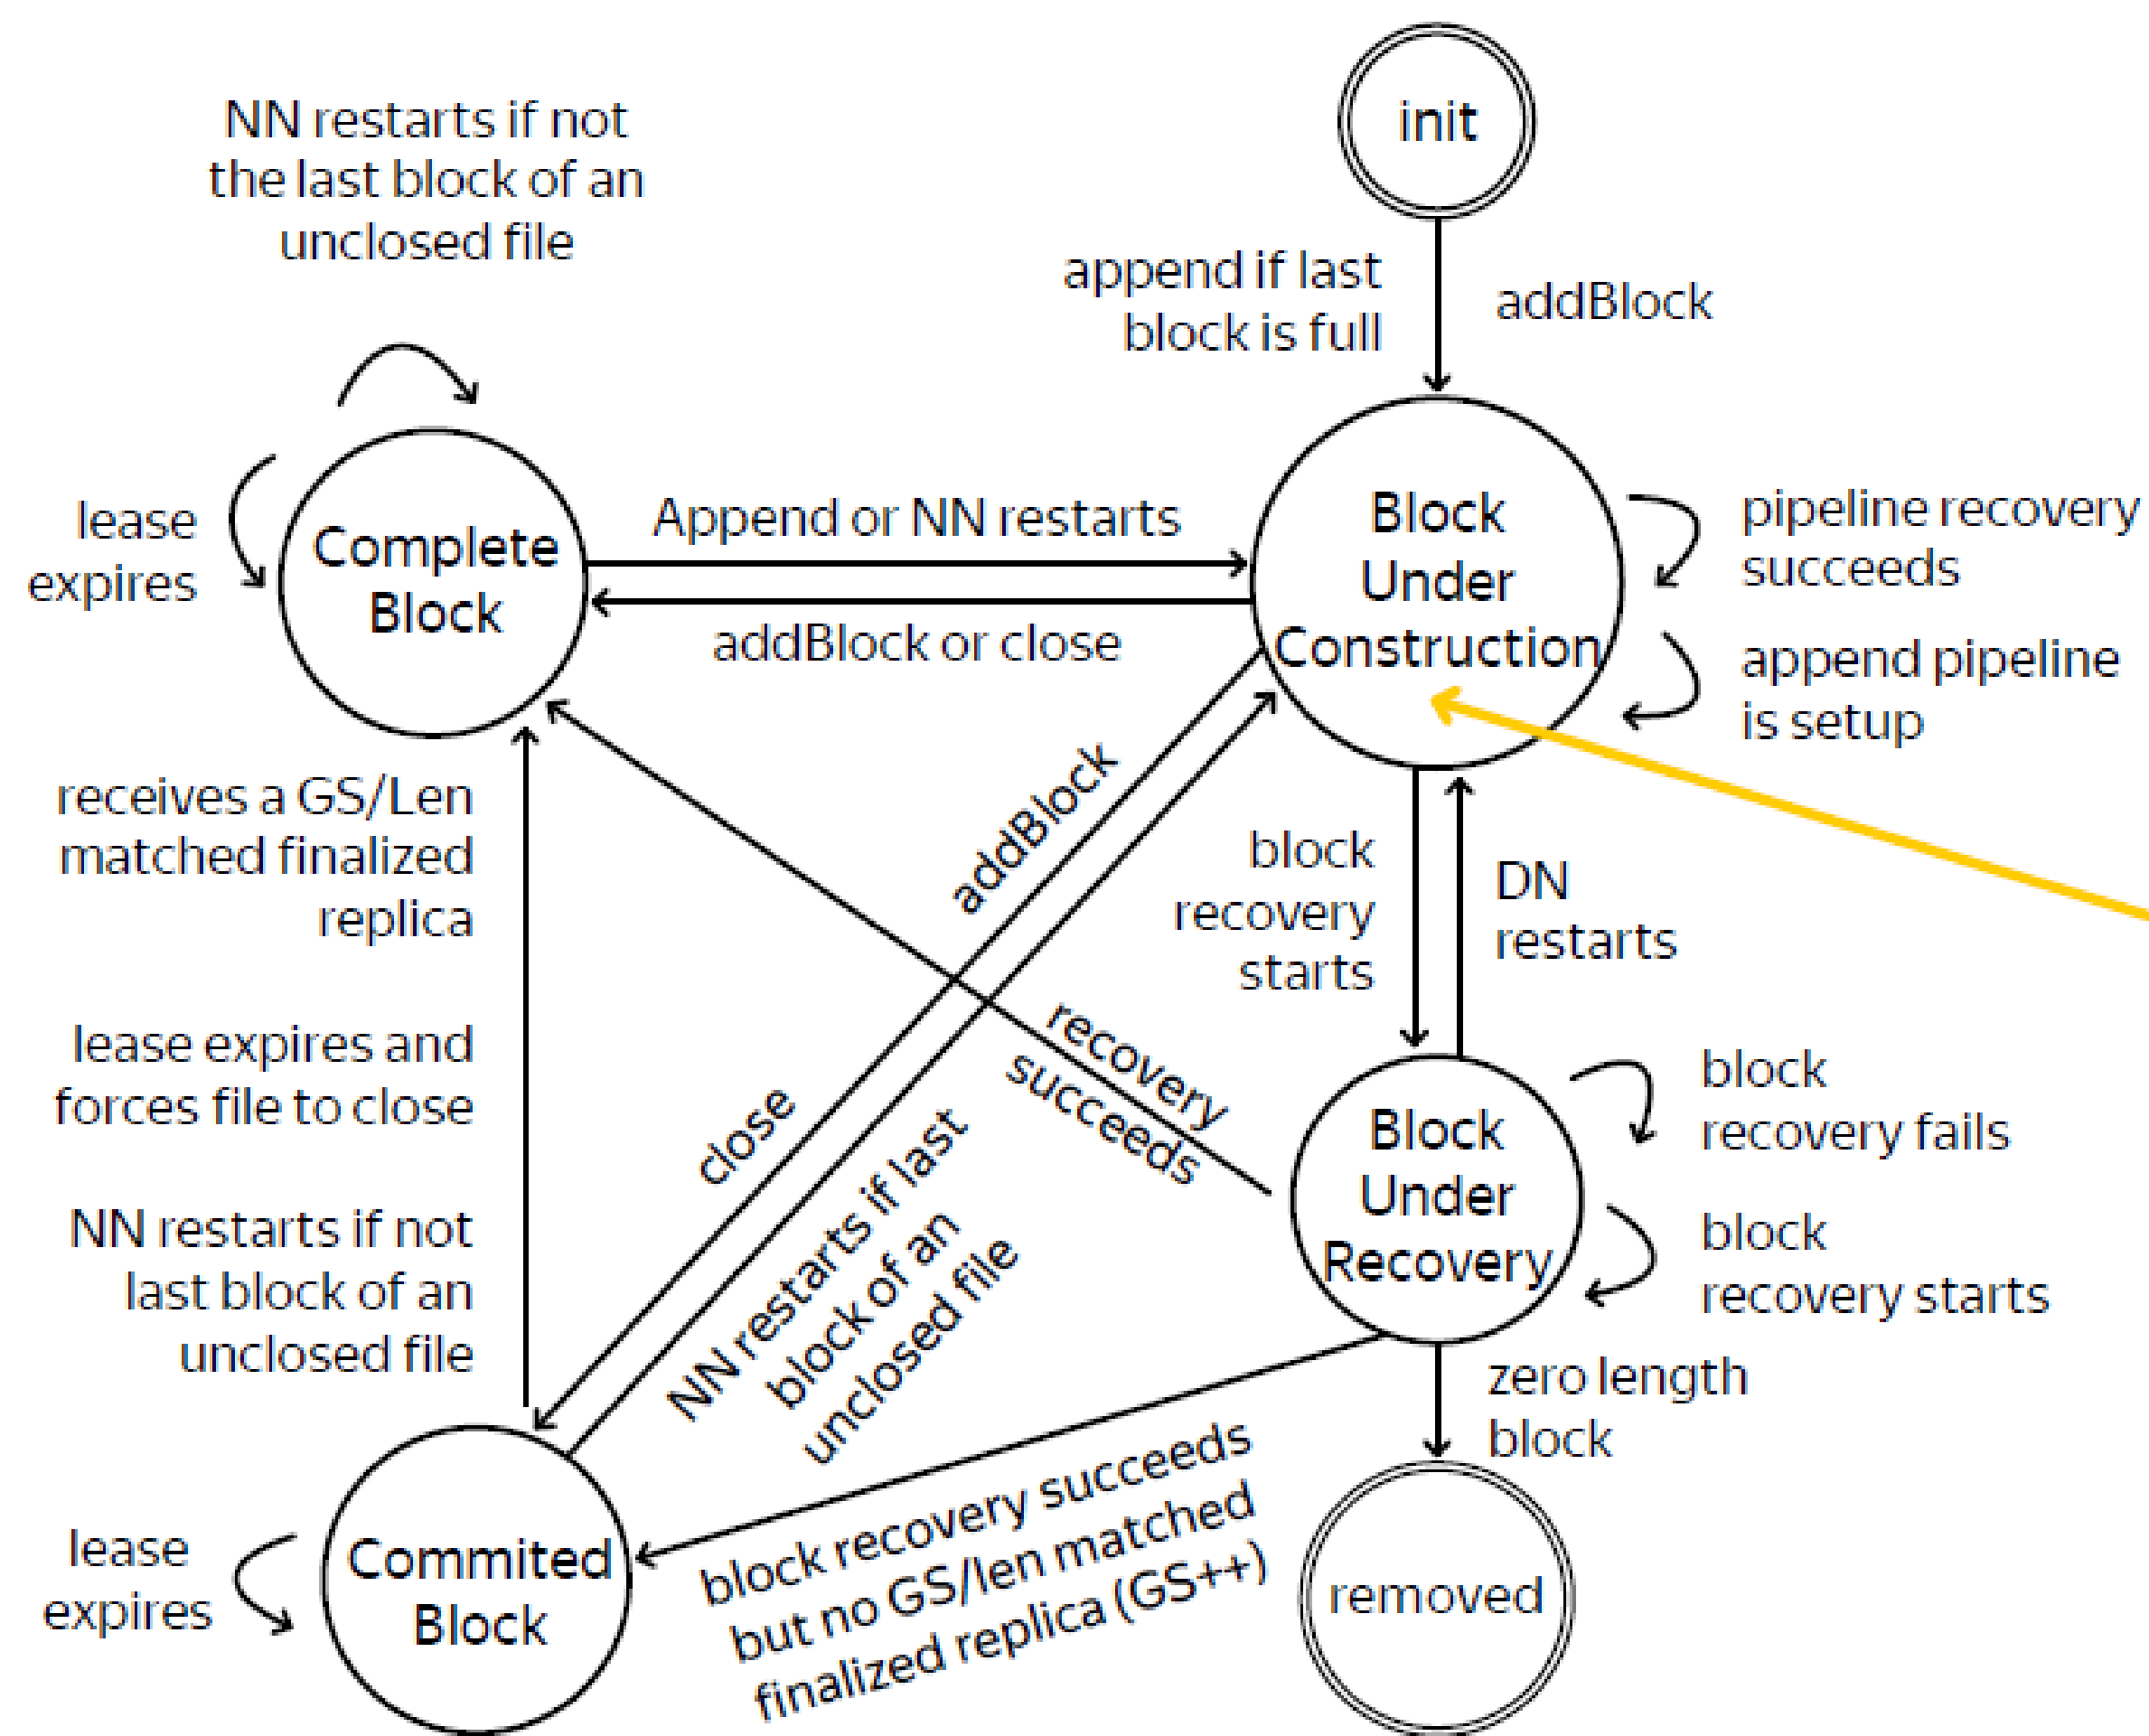 init
NN restarts if not
the last block of an
unclosed file
append if last
block is full
addBlock
lease
expires
Complete
Block
Append or NN restarts
addBlock or close
Block
Under
Construction
pipeline recovery
succeeds
append pipeline
is setup
receives a GS/Len
matched finalized
replica
lease expires and
forces file to close
NN restarts if not
last block of an
unclosed file
addBlock
close
NN restarts if last
block of an
unclosed file
recovery
succeeds
block
recovery
starts
DN
restarts
Block
Under
Recovery
block
recovery fails
block
recovery starts
zero length
block
block recovery succeeds
but no GS/len matched
finalized replica (GS++)
lease
expires
Commited
Block
removed